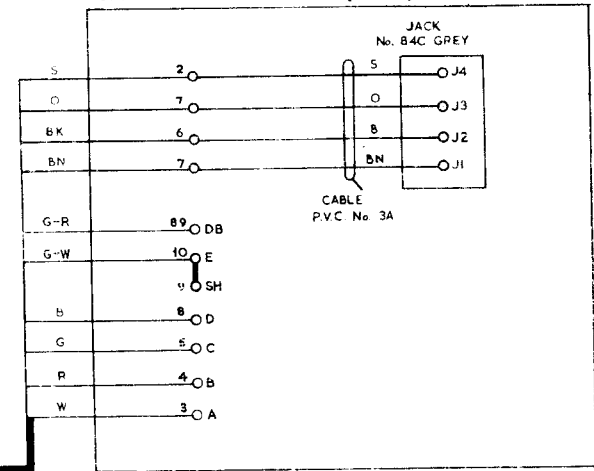 JACK
No. 84C GREY
S 2 S J4
O 7 O J3
BK 6 B J2
BN 7 BN J1
CABLE
P.V.C. No. 3A
G-R 89 DB
G-W 10 E
9 SH
B 8 D
G 5 C
R 4 B
W 3 A